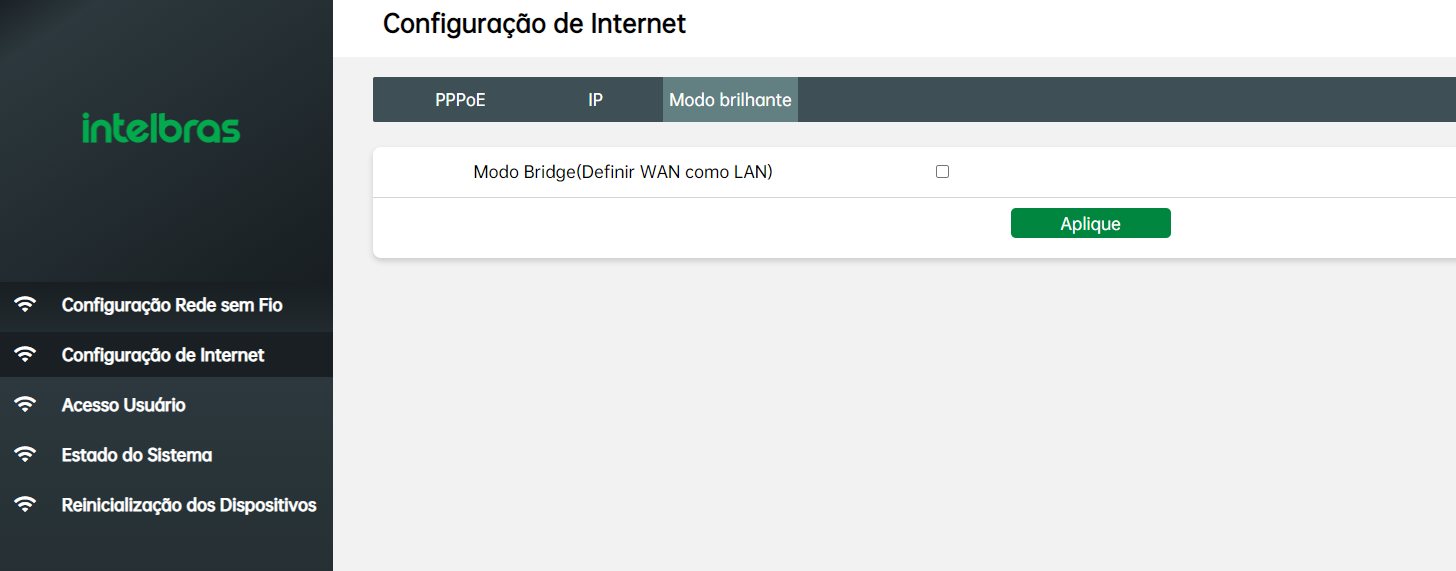 Configuração de Internet
intelbras
PPPoE IP Modo brilhante
Modo Bridge(Definir WAN como LAN)
Aplique
Configuração Rede sem Fio
Configuração de Internet
Acesso Usuário
Estado do Sistema
Reinicialização dos Dispositivos